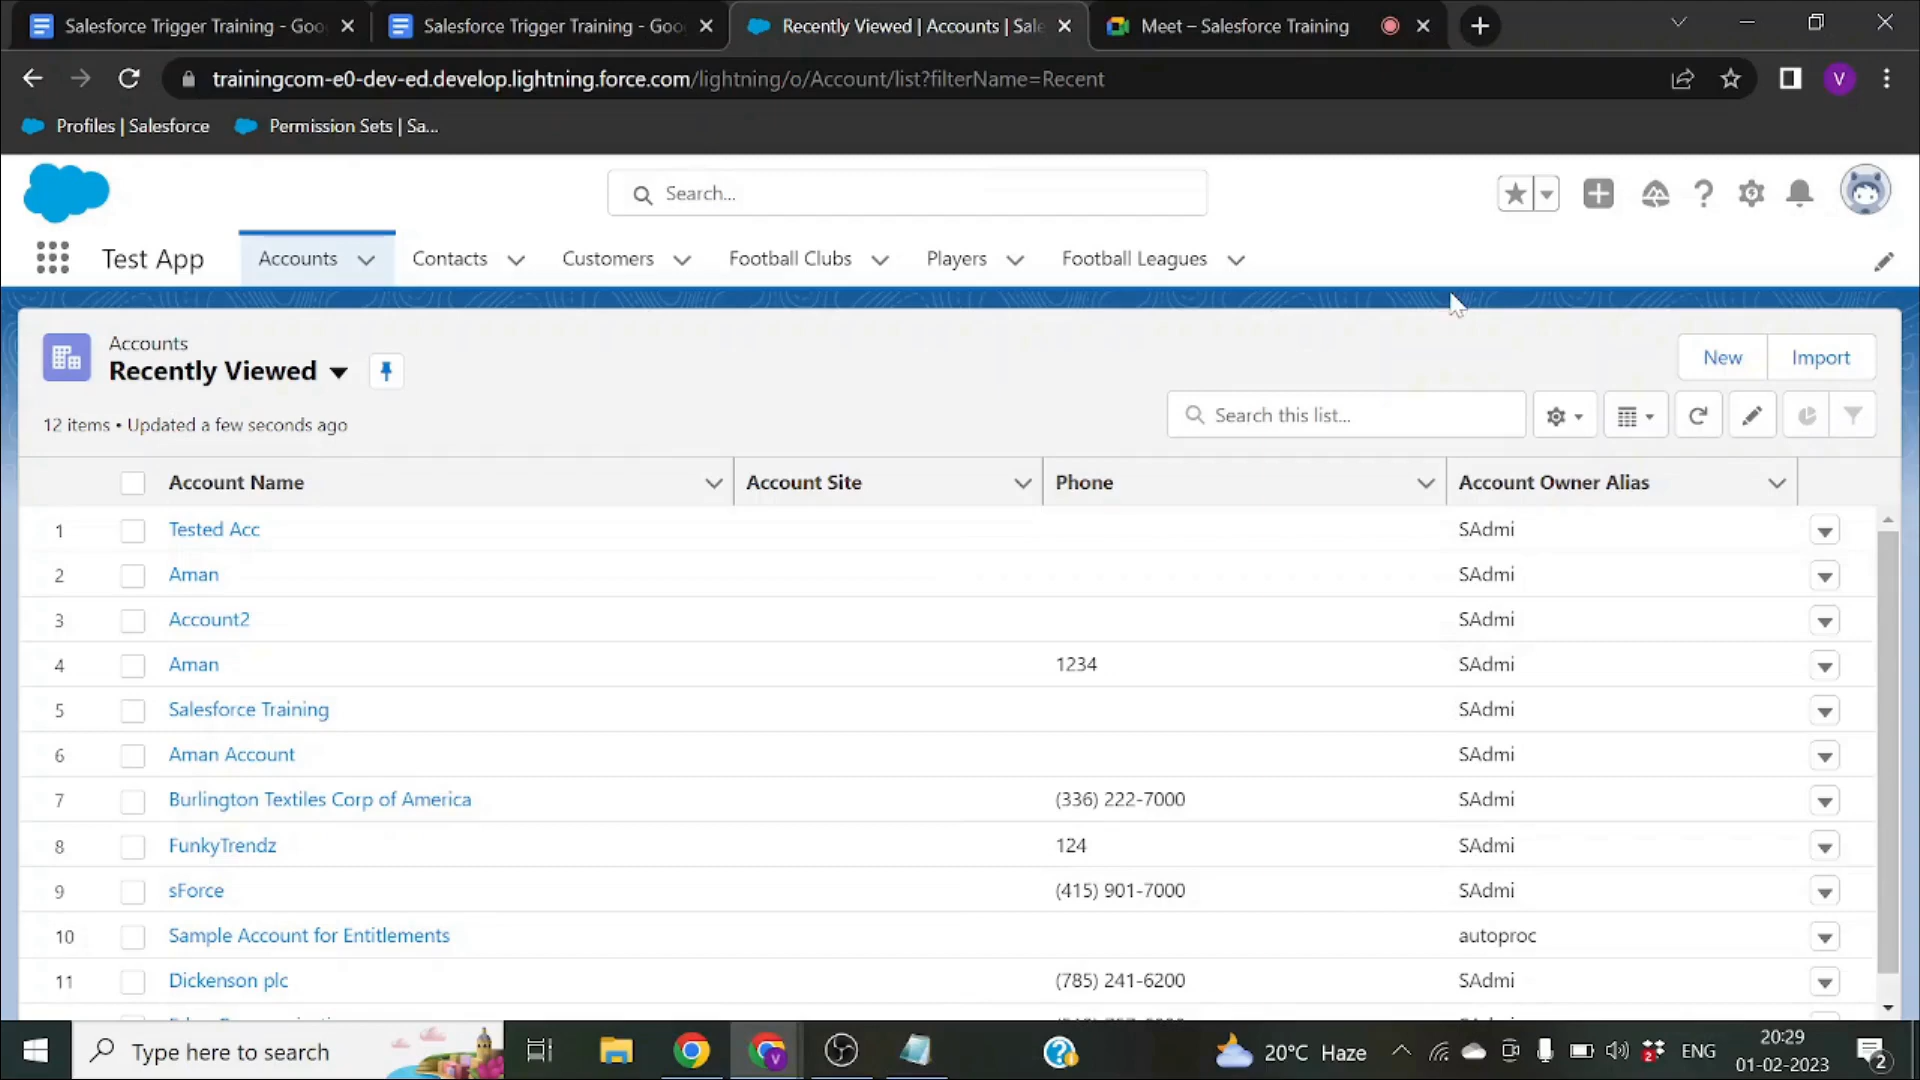 Salesforce Trigger Training - Goo
Salesforce Trigger Training - Goo
Recently Viewed | Accounts | Sale
Meet – Salesforce Training
trainingcom-e0-dev-ed.develop.lightning.force.com/lightning/o/Account/list?filterName=Recent
V
Profiles | Salesforce
Permission Sets | Sa...
Search...
Test App
Accounts
Contacts
Customers
Football Clubs
Players
Football Leagues
Accounts
Recently Viewed
New
Import
12 items • Updated a few seconds ago
Search this list...
Account Name
Account Site
Phone
Account Owner Alias
1 Tested Acc SAdmi
2 Aman SAdmi
3 Account2 SAdmi
4 Aman 1234 SAdmi
5 Salesforce Training SAdmi
6 Aman Account SAdmi
7 Burlington Textiles Corp of America (336) 222-7000 SAdmi
8 FunkyTrendz 124 SAdmi
9 sForce (415) 901-7000 SAdmi
10 Sample Account for Entitlements autoproc
11 Dickenson plc (785) 241-6200 SAdmi
Type here to search
V
20°C Haze
2
ENG
20:29
01-02-2023
2